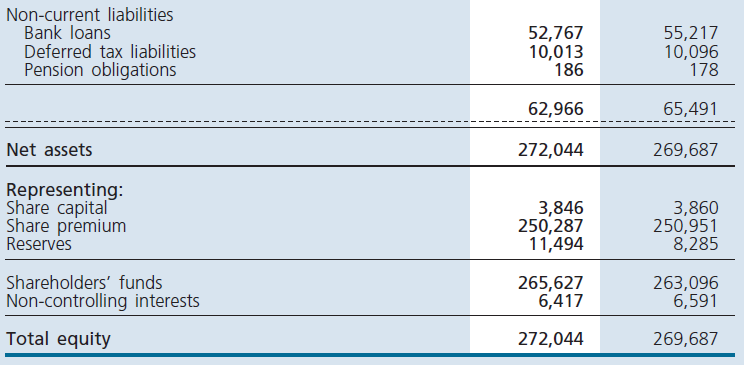 Non-current liabilities
Bank loans 52,767 55,217
Deferred tax liabilities 10,013 10,096
Pension obligations 186 178
62,966 65,491
Net assets 272,044 269,687
Representing:
Share capital 3,846 3,860
Share premium 250,287 250,951
Reserves 11,494 8,285
Shareholders’ funds 265,627 263,096
Non-controlling interests 6,417 6,591
Total equity 272,044 269,687